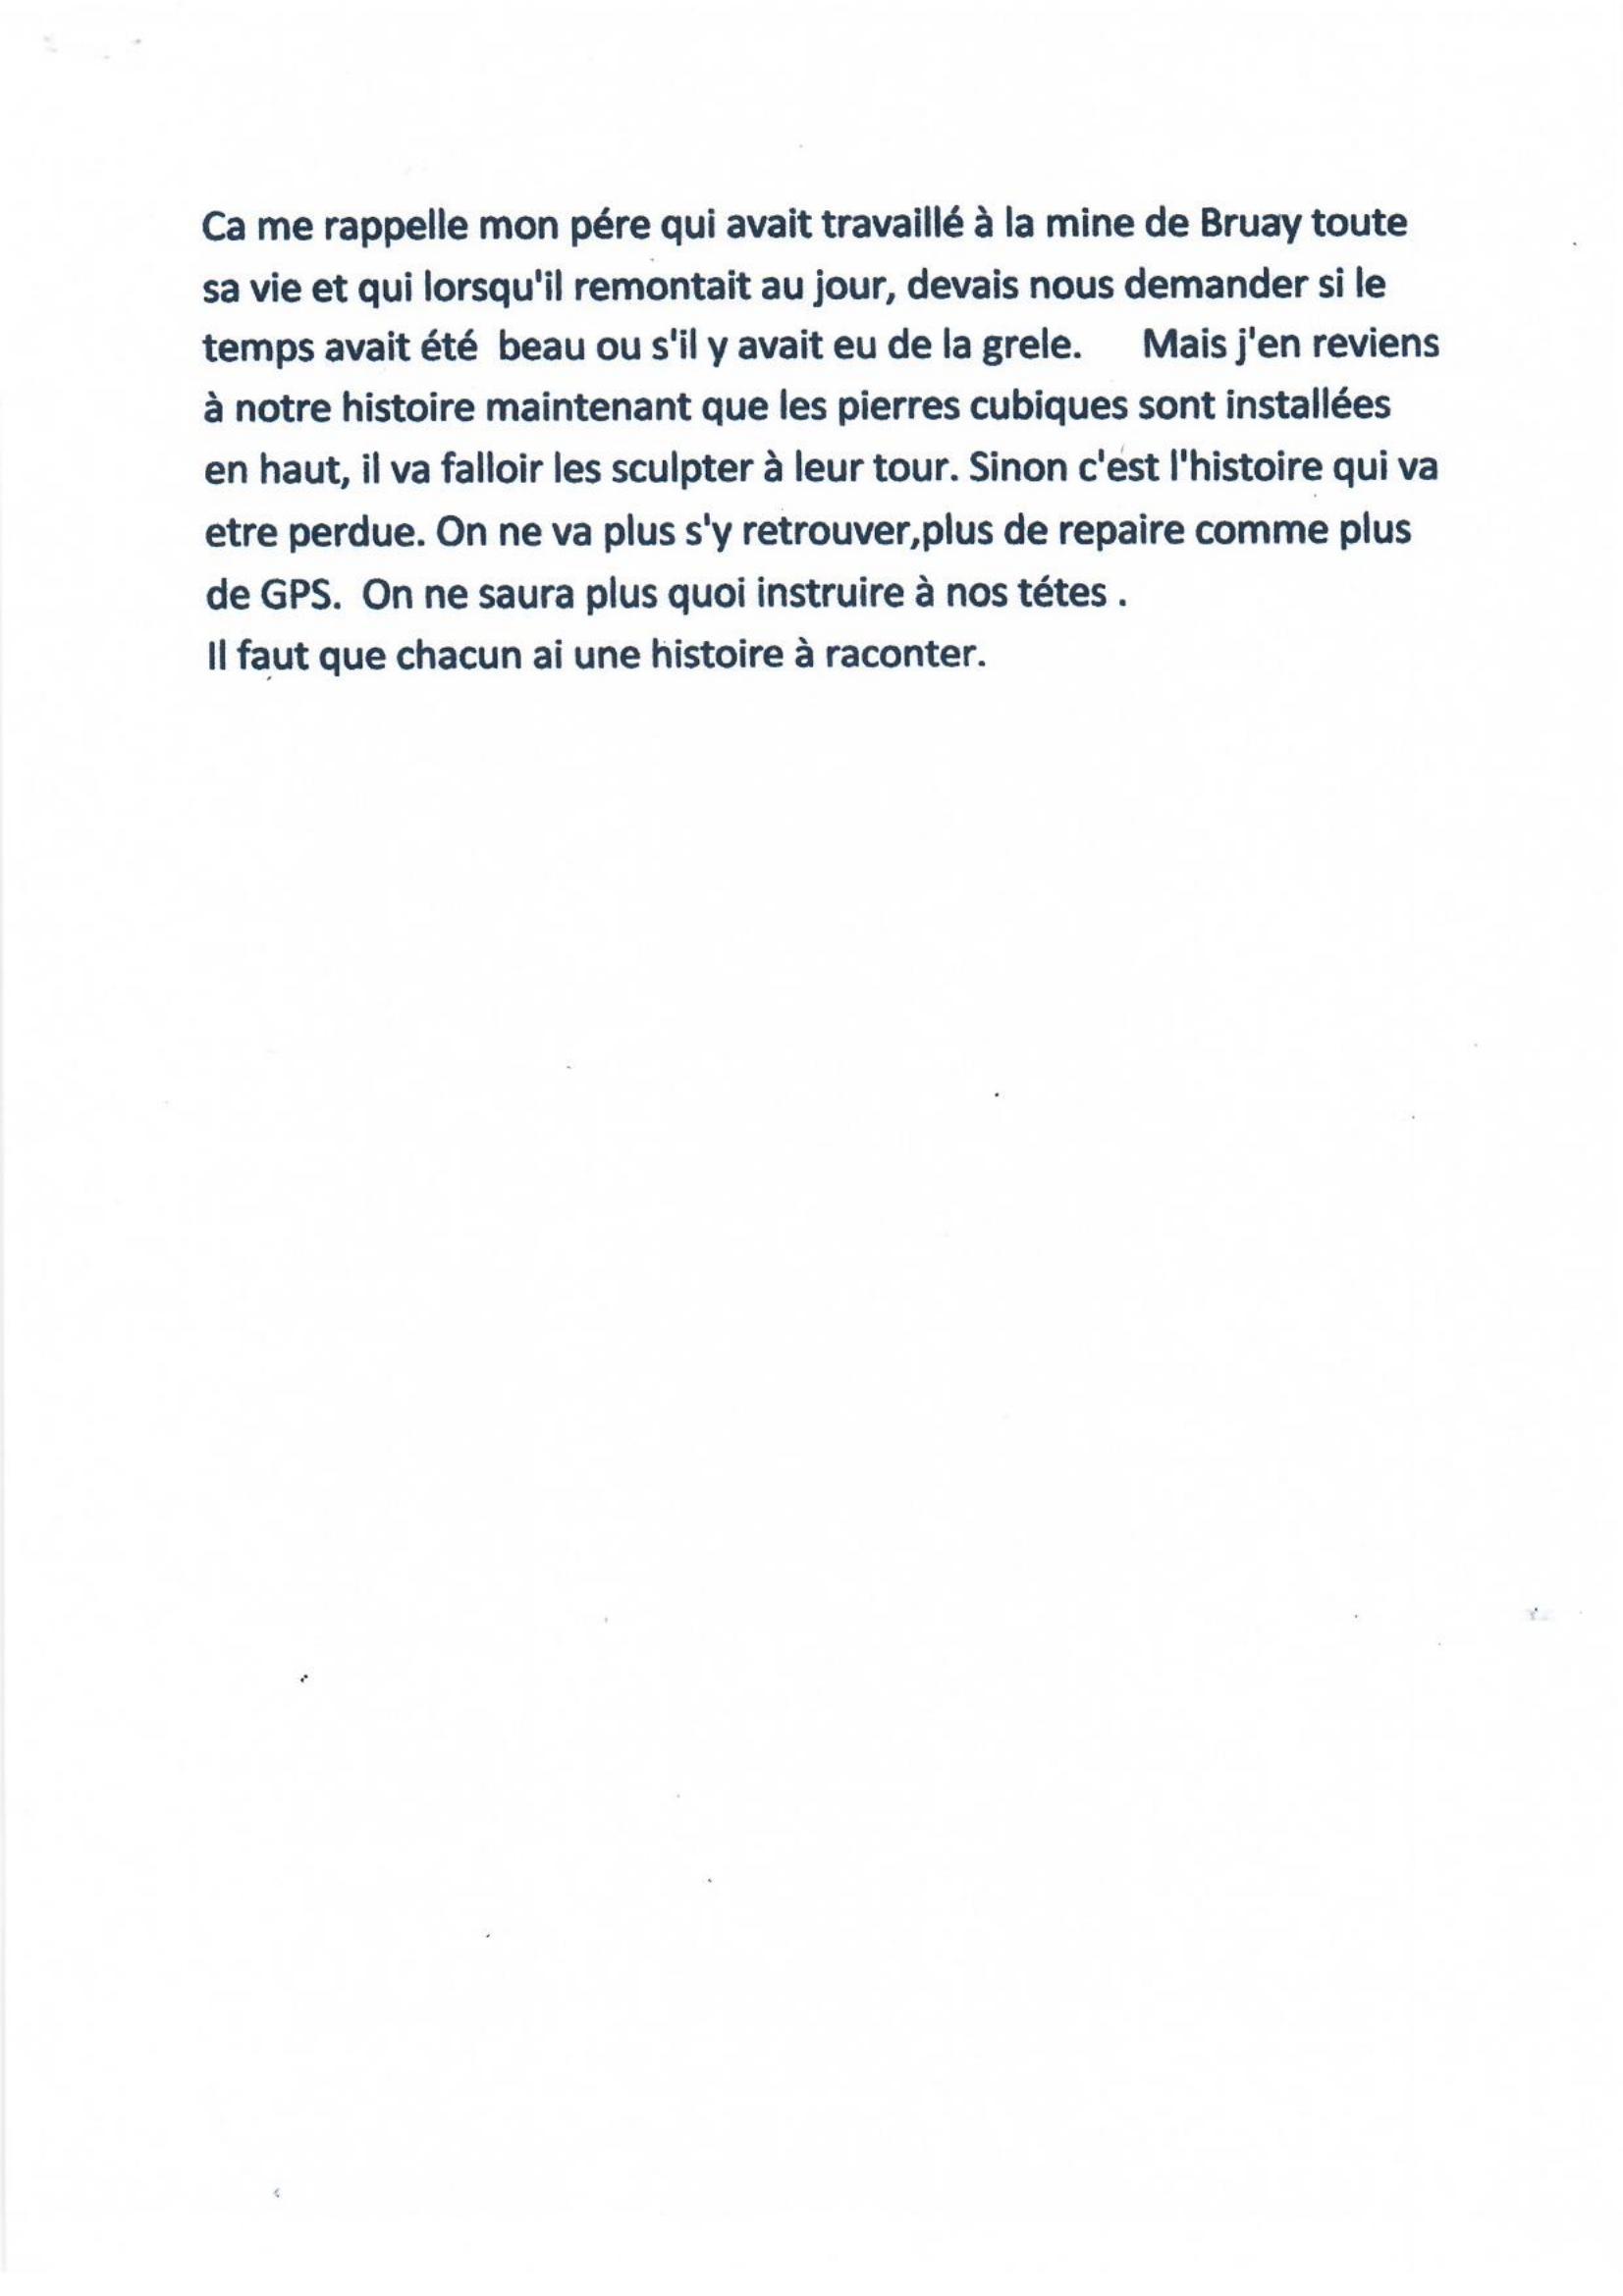 Ca me rappelle mon pére qui avait travaillé à la mine de Bruay toute
sa vie et qui lorsqu'il remontait au jour, devais nous demander si le
temps avait été  beau ou s'il y avait eu de la grele.    Mais j'en reviens
à notre histoire maintenant que les pierres cubiques sont installées
en haut, il va falloir les sculpter à leur tour. Sinon c'est l'histoire qui va
etre perdue. On ne va plus s'y retrouver,plus de repaire comme plus
de GPS.  On ne saura plus quoi instruire à nos tétes .
Il faut que chacun ai une histoire à raconter.